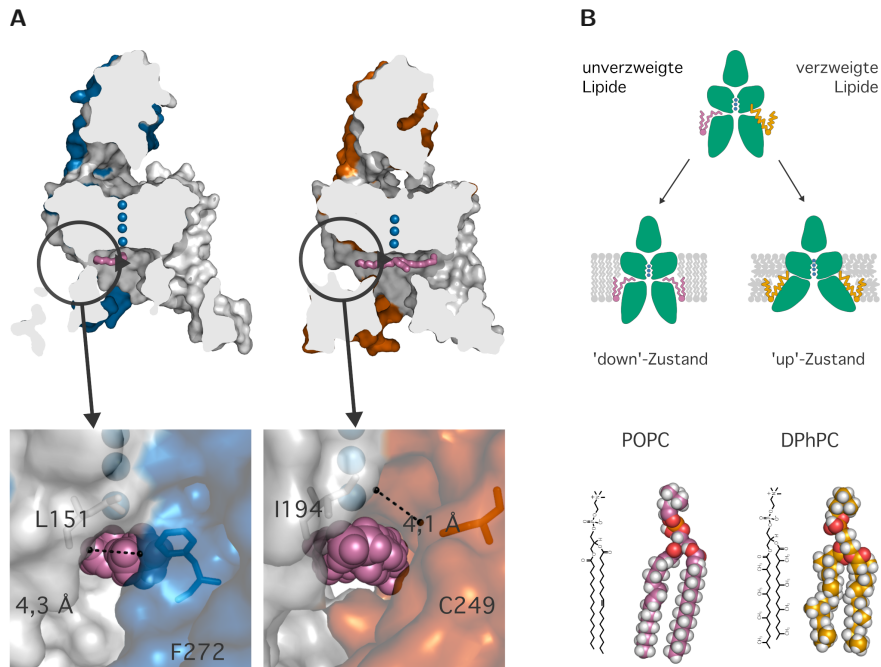 A
B
unverzweigte
Lipide
verzweigte
Lipide
'down'-Zustand
'up'-Zustand
L151
4,3 Å
F272
I194
4,1 Å
C249
POPC
DPhPC